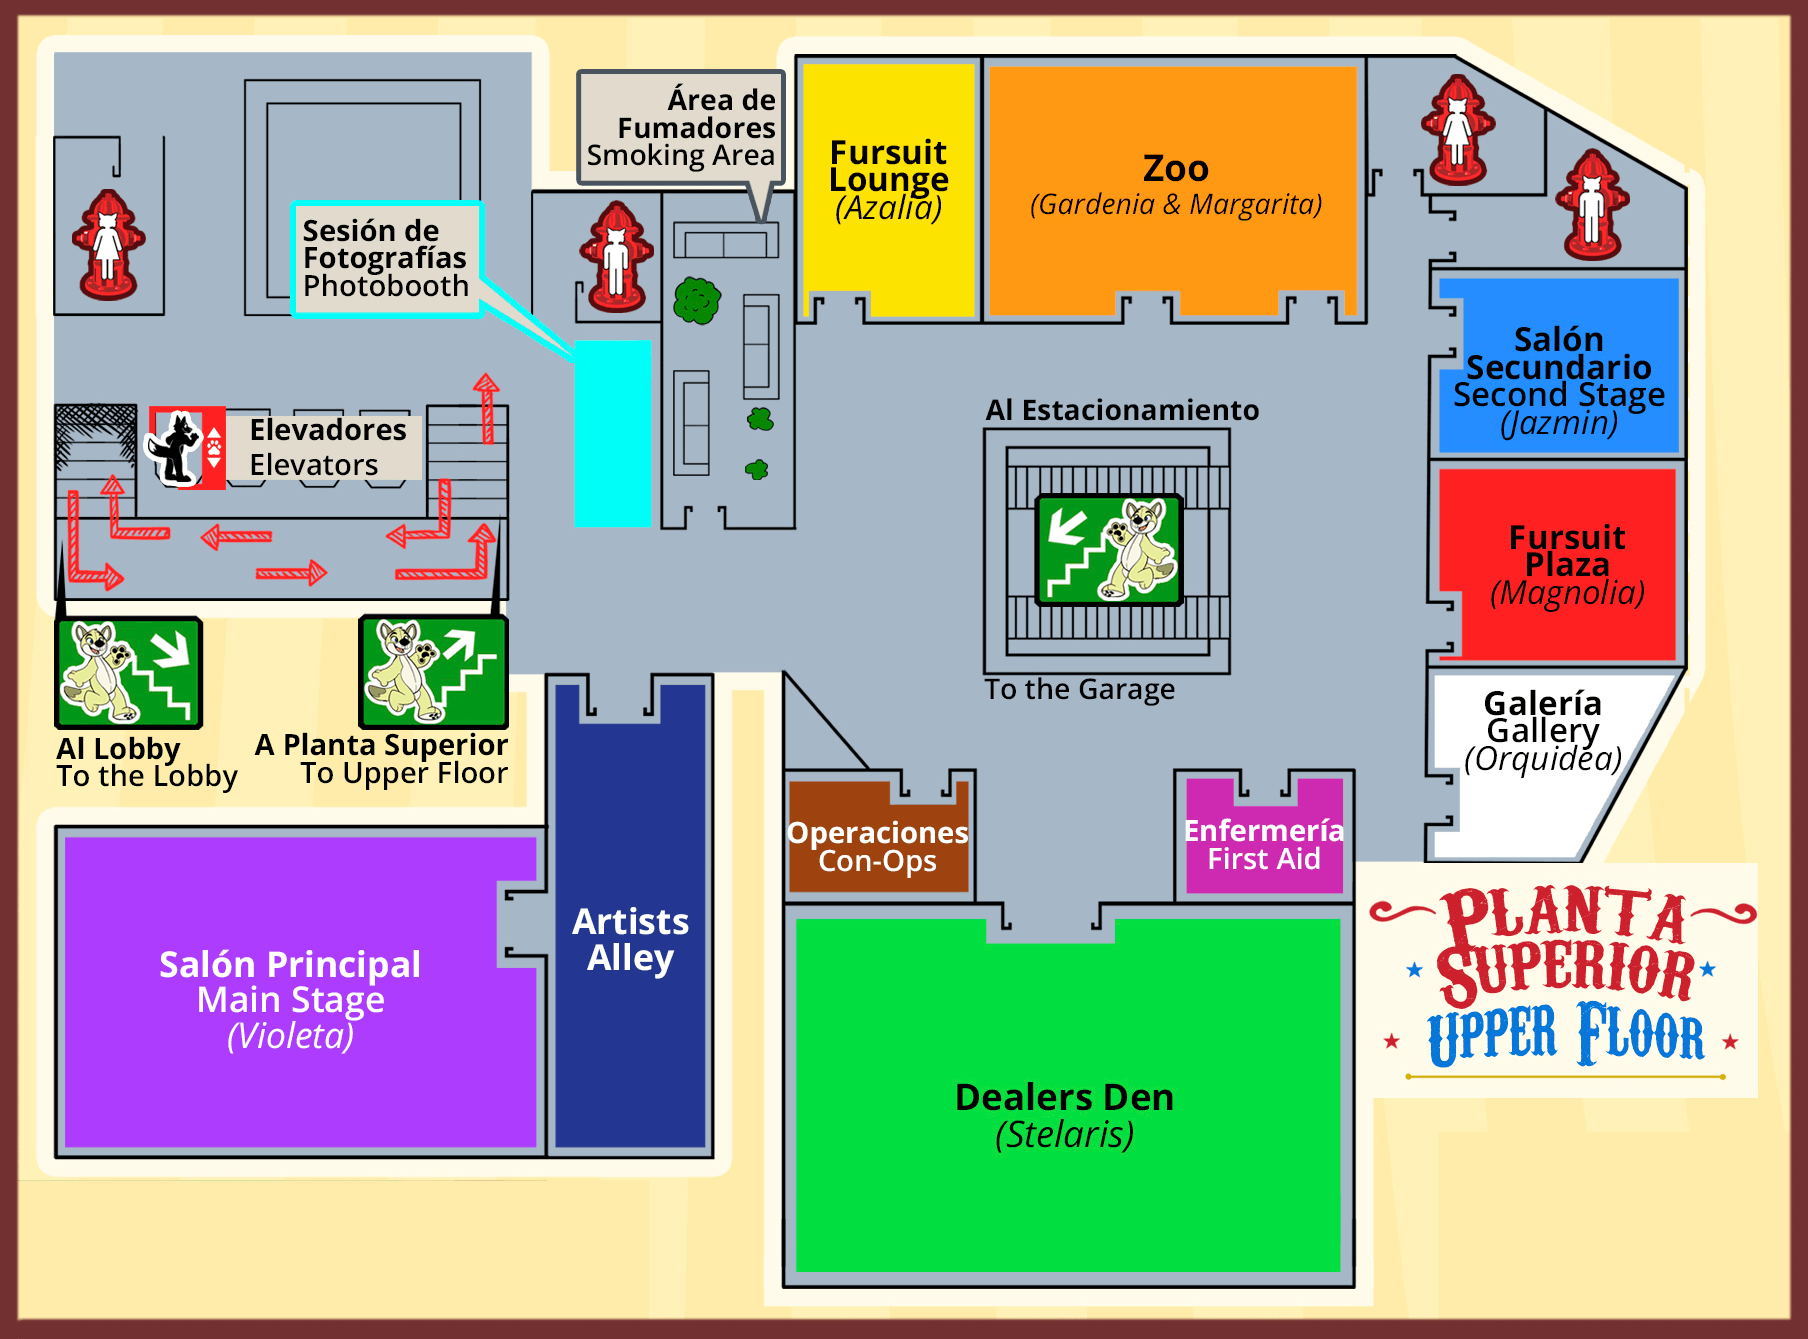 Área de
Fumadores
Smoking Area
Fursuit
Lounge
(Azalia)
Zoo
(Gardenia & Margarita)
Sesión de
Fotografías
Photobooth
Salón
Secundario
Second Stage
(Jazmin)
Elevadores
Elevators
Al Estacionamiento
To the Garage
Fursuit
Plaza
(Magnolia)
Galería
Gallery
(Orquidea)
Al Lobby
To the Lobby
A Planta Superior
To Upper Floor
Operaciones
Con-Ops
Enfermería
First Aid
Artists
Alley
Salón Principal
Main Stage
(Violeta)
Dealers Den
(Stelaris)
Planta
Superior
Upper Floor